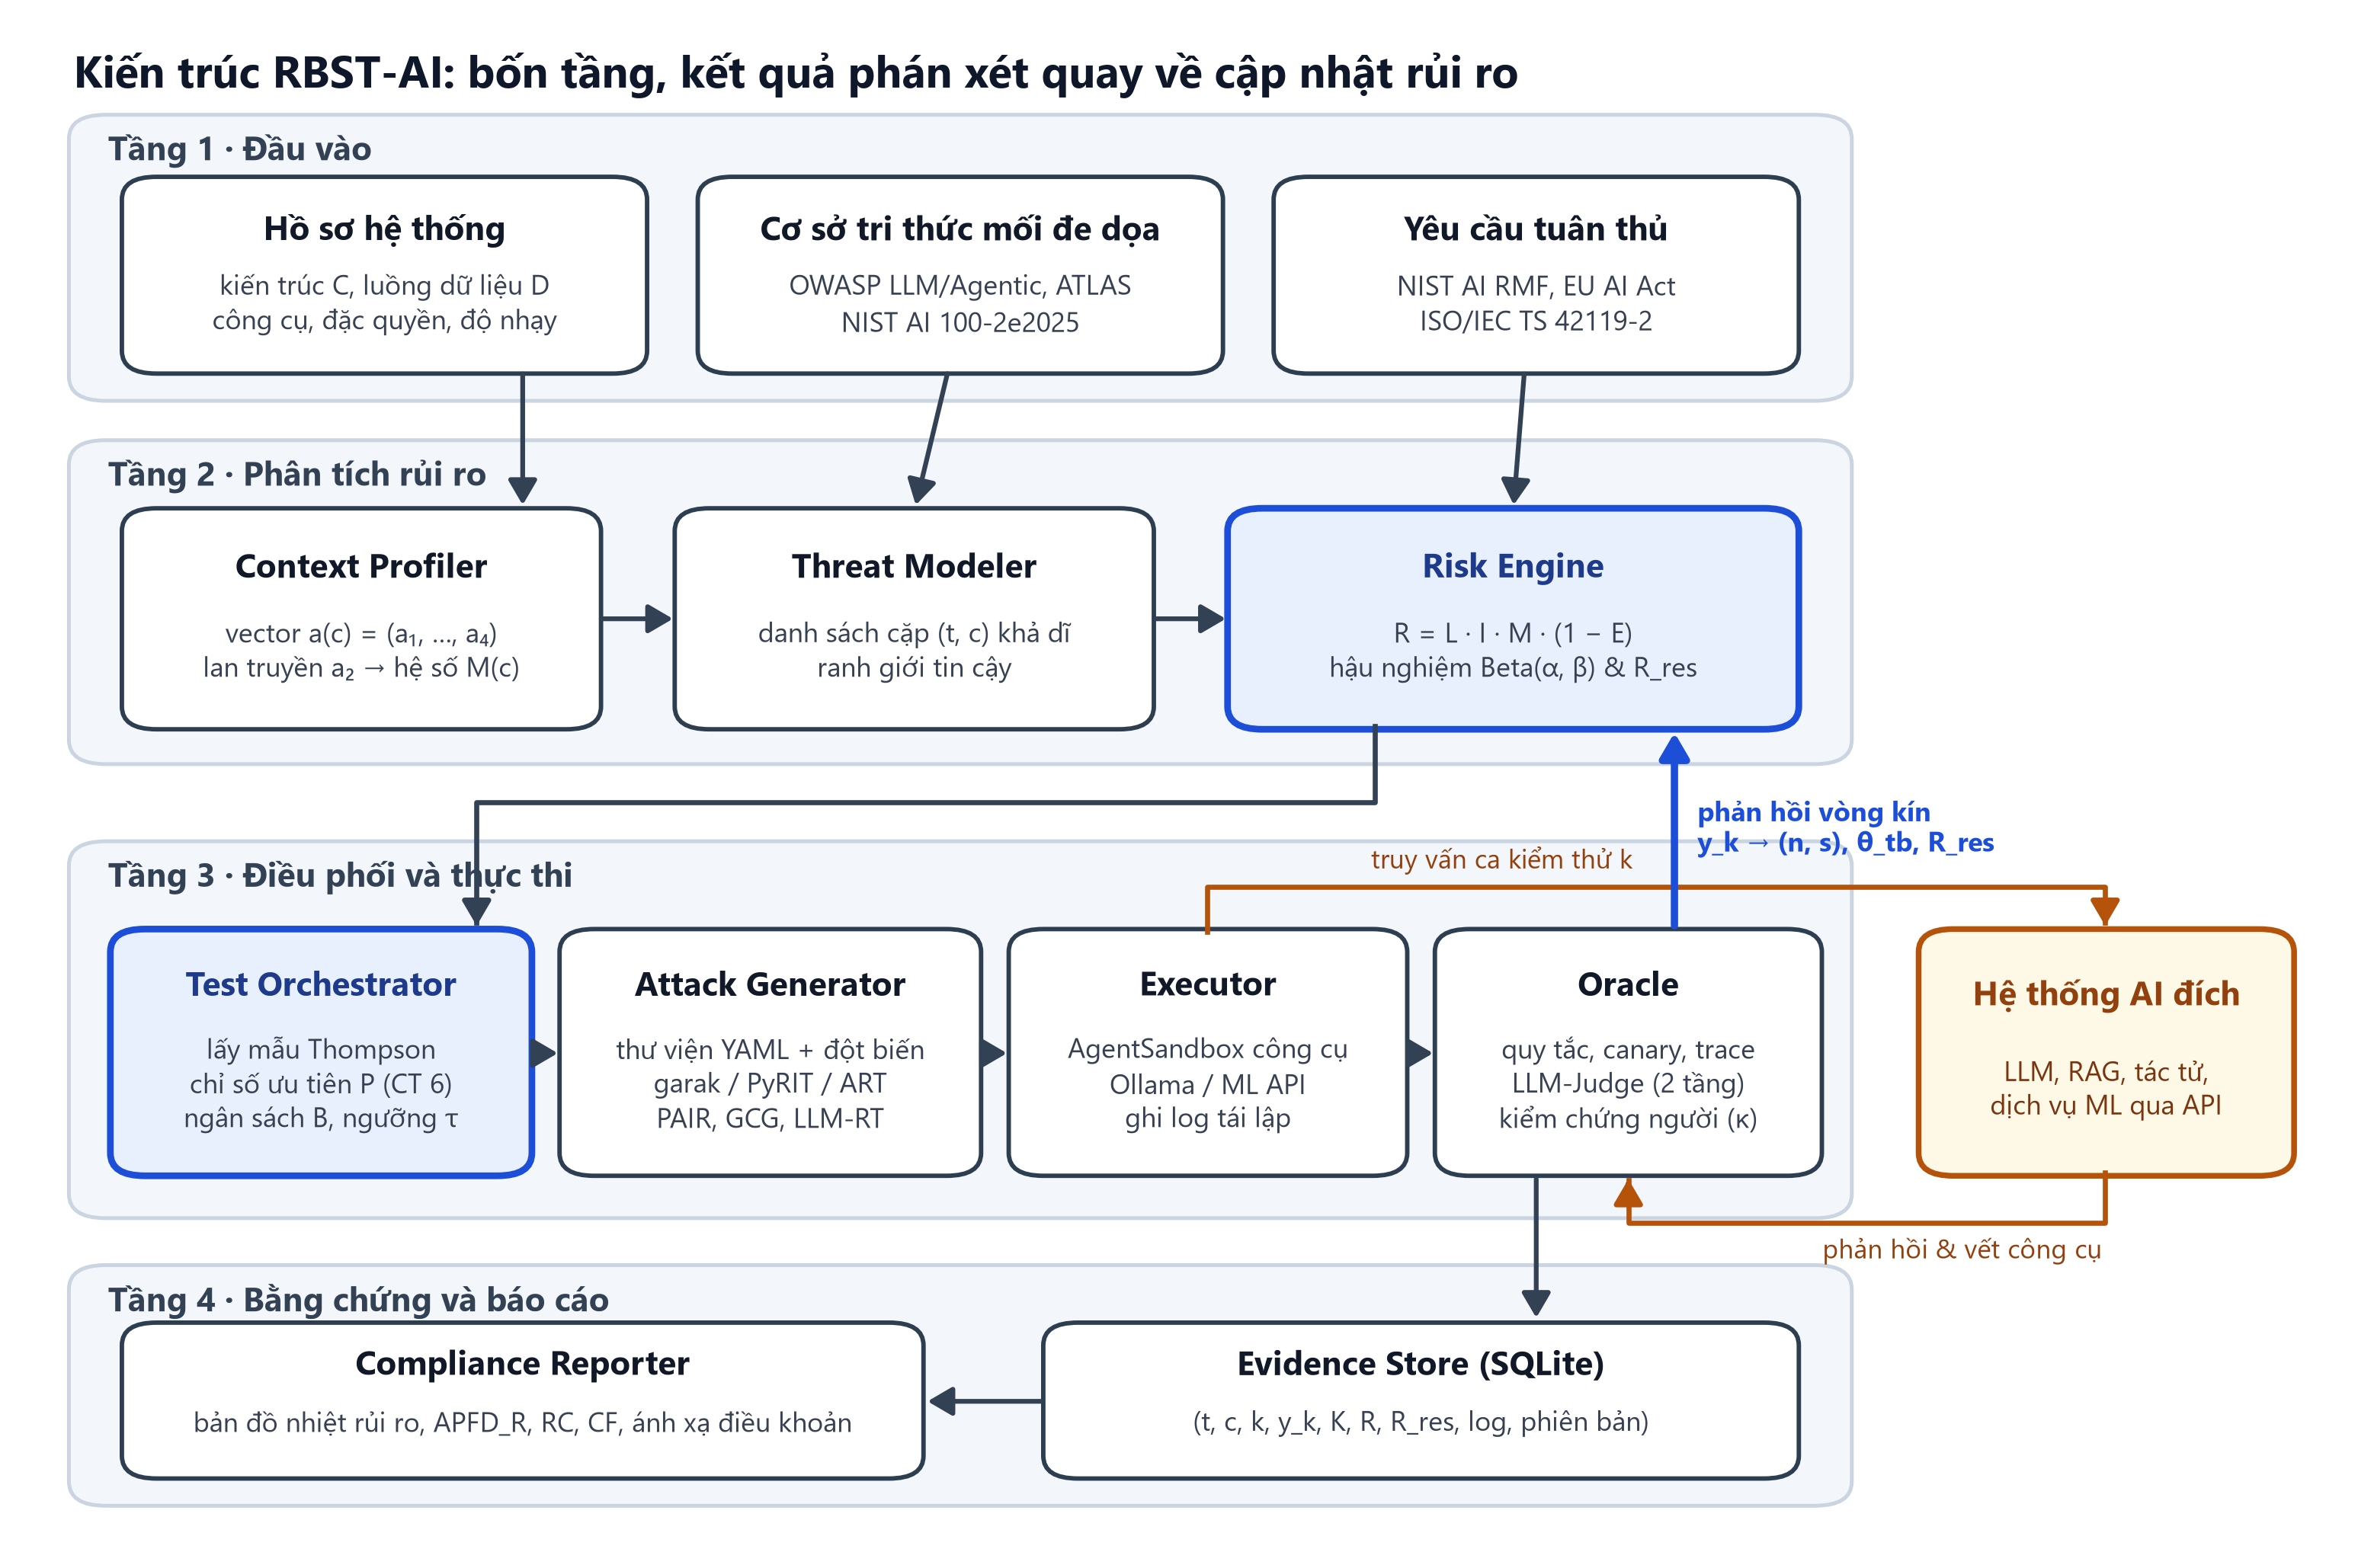 Kiến trúc RBST-AI: bốn tầng, kết quả phán xét quay về cập nhật rủi ro
Tầng 1 · Đầu vào
Hồ sơ hệ thống
kiến trúc C, luồng dữ liệu D
công cụ, đặc quyền, độ nhạy
Cơ sở tri thức mối đe dọa
OWASP LLM/Agentic, ATLAS
NIST AI 100-2e2025
Yêu cầu tuân thủ
NIST AI RMF, EU AI Act
ISO/IEC TS 42119-2
Tầng 2 · Phân tích rủi ro
Context Profiler
vector a(c) = (a₁, ..., a₄)
lan truyền a₂ → hệ số M(c)
Threat Modeler
danh sách cặp (t, c) khả dĩ
ranh giới tin cậy
Risk Engine
R = L · I · M · (1 − E)
hậu nghiệm Beta(α, β) & R_res
phản hồi vòng kín
y_k → (n, s), θ_tb, R_res
truy vấn ca kiểm thử k
Tầng 3 · Điều phối và thực thi
Test Orchestrator
lấy mẫu Thompson
chỉ số ưu tiên P (CT 6)
ngân sách B, ngưỡng τ
Attack Generator
thư viện YAML + đột biến
garak / PyRIT / ART
PAIR, GCG, LLM-RT
Executor
AgentSandbox công cụ
Ollama / ML API
ghi log tái lập
Oracle
quy tắc, canary, trace
LLM-Judge (2 tầng)
kiểm chứng người (κ)
Hệ thống AI đích
LLM, RAG, tác tử,
dịch vụ ML qua API
phản hồi & vết công cụ
Tầng 4 · Bằng chứng và báo cáo
Compliance Reporter
bản đồ nhiệt rủi ro, APFD_R, RC, CF, ánh xạ điều khoản
Evidence Store (SQLite)
(t, c, k, y_k, K, R, R_res, log, phiên bản)